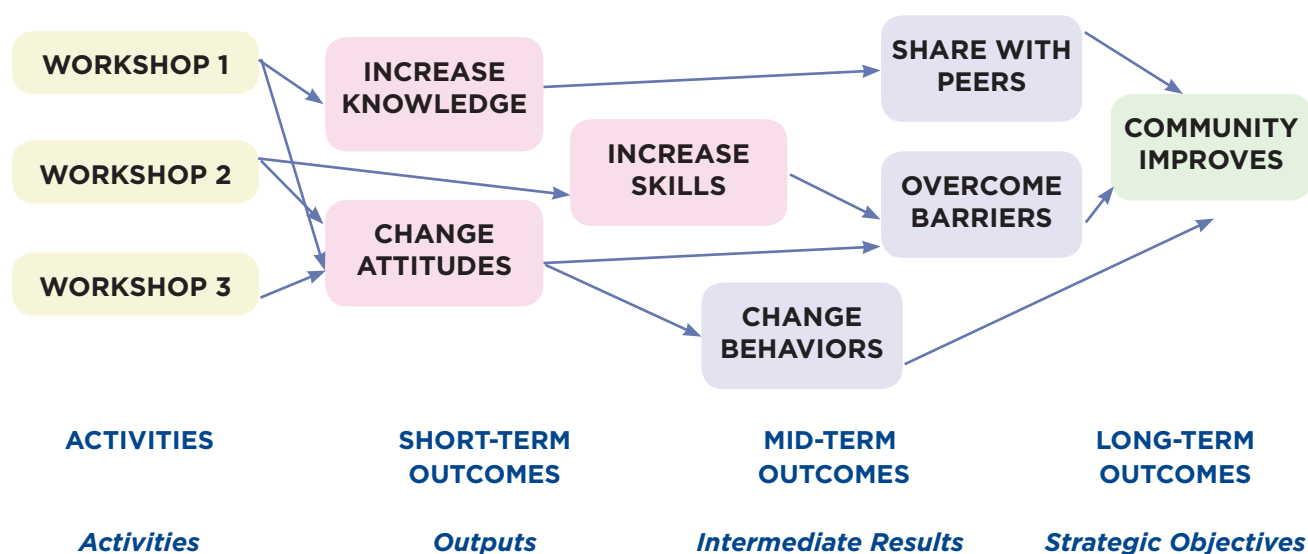 WORKSHOP 1
WORKSHOP 2
WORKSHOP 3
INCREASE
KNOWLEDGE
CHANGE
ATTITUDES
INCREASE
SKILLS
SHARE WITH
PEERS
OVERCOME
BARRIERS
CHANGE
BEHAVIORS
COMMUNITY
IMPROVES
ACTIVITIES
SHORT-TERM
OUTCOMES
MID-TERM
OUTCOMES
LONG-TERM
OUTCOMES
Activities
Outputs
Intermediate Results
Strategic Objectives